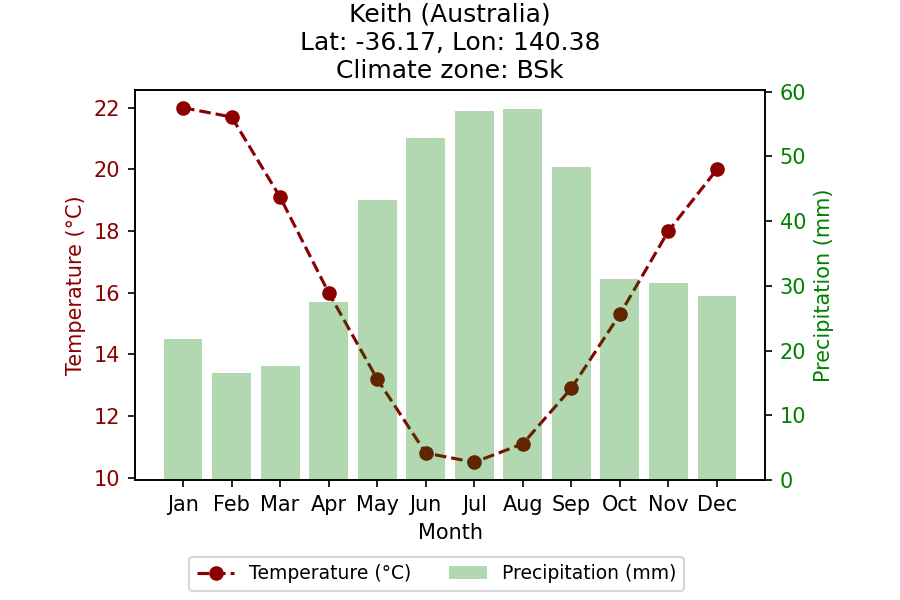 Keith (Australia)
Lat: -36.17, Lon: 140.38
Climate zone: BSk
Temperature (°C)
22
20
18
16
14
12
10
Precipitation (mm)
60
50
40
30
20
10
0
Jan Feb Mar Apr May Jun Jul Aug Sep Oct Nov Dec
Month
Temperature (°C) Precipitation (mm)